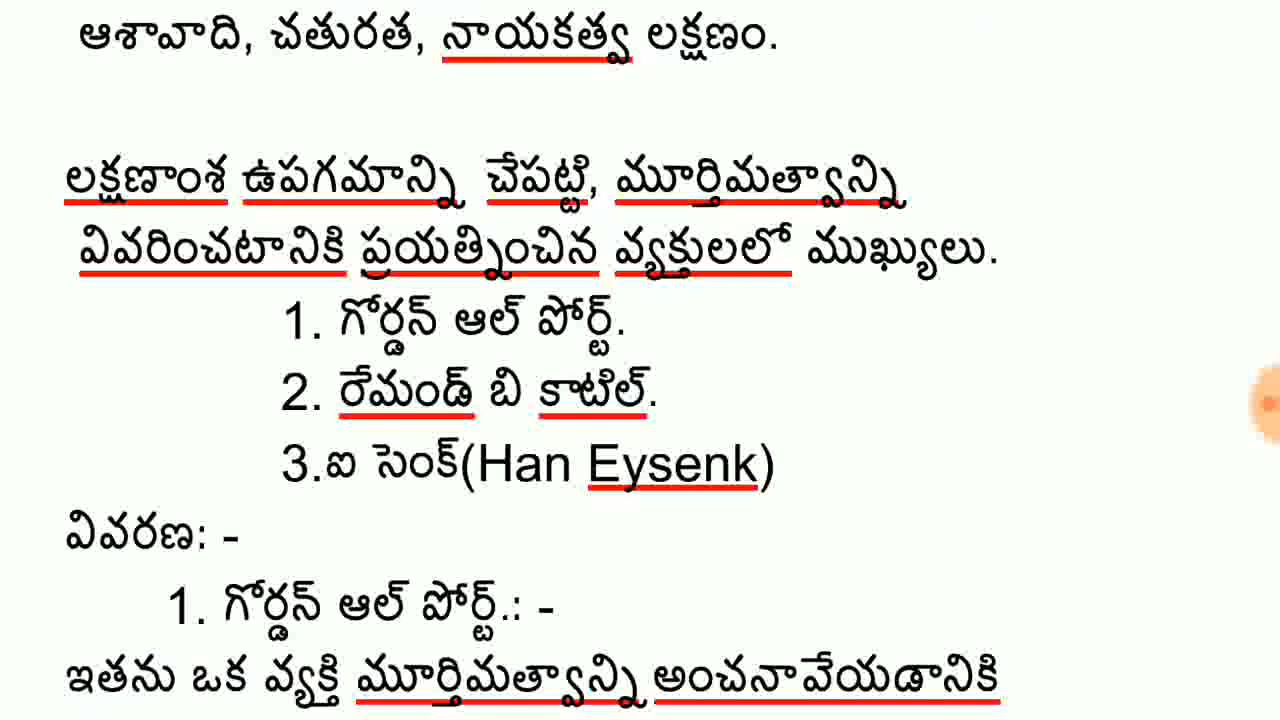 ఆశావాది, చతురత, నాయకత్వ లక్షణం.
లక్షణాంశ ఉపగమాన్ని చేపట్టి, మూర్తిమత్వాన్ని
వివరించటానికి ప్రయత్నించిన వ్యక్తులలో ముఖ్యులు.
1. గోర్డన్ ఆల్ పోర్ట్.
2. రేమండ్ బి కాటిల్.
3.ఐ సెంక్(Han Eysenk)
వివరణ: -
1. గోర్డన్ ఆల్ పోర్ట్.: -
ఇతను ఒక వ్యక్తి మూర్తిమత్వాన్ని అంచనావేయడానికి